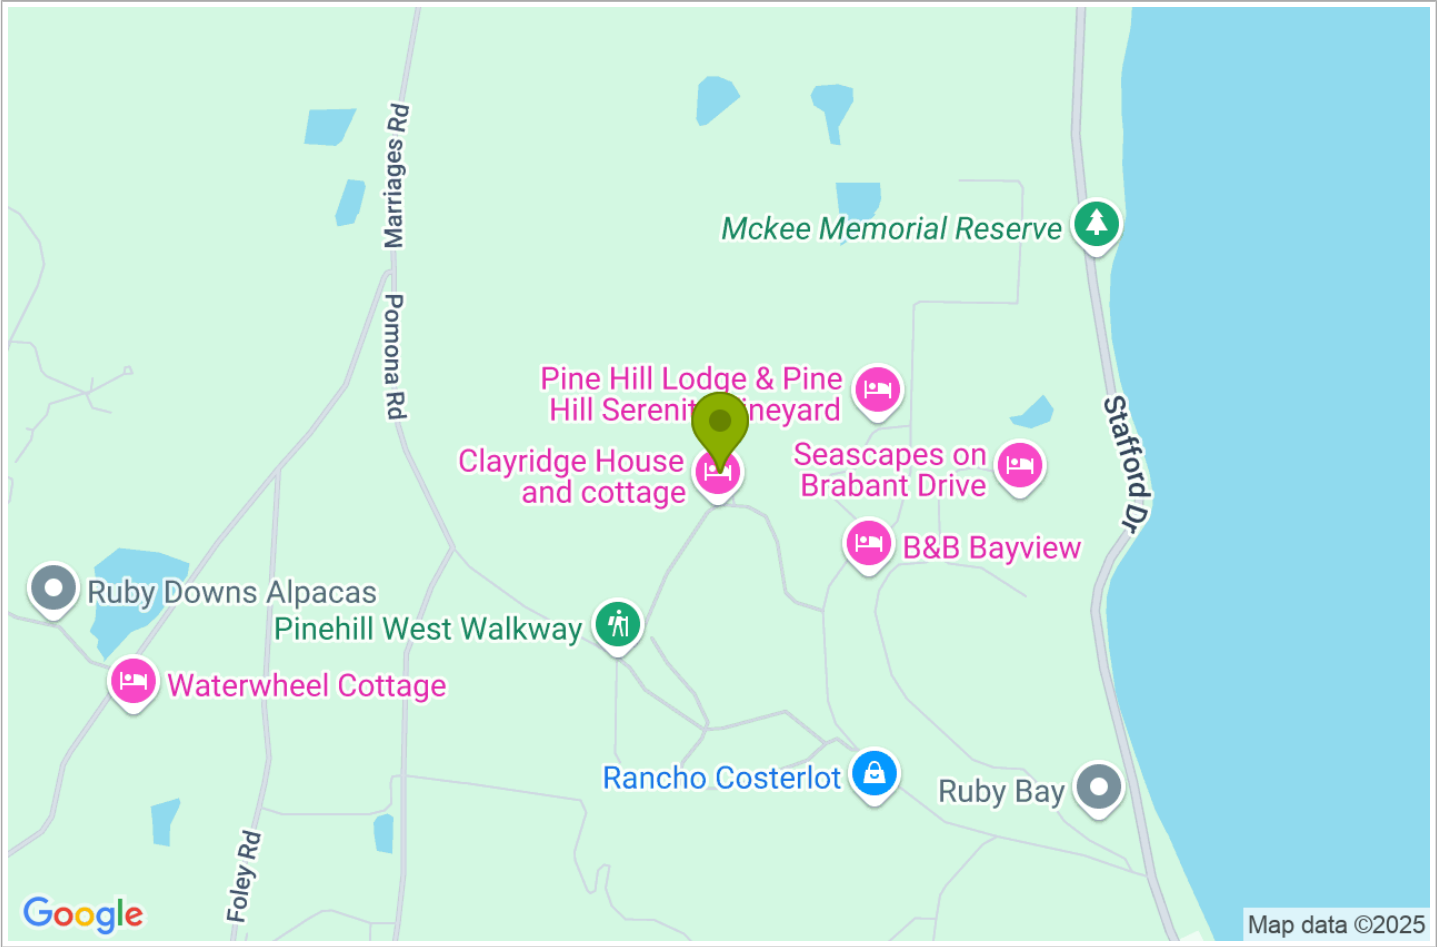 Marriages Rd
Mckee Memorial Reserve
Pomona Rd
Pine Hill Lodge & Pine
Hill Serenity Vineyard
Stafford Dr
Clayridge House
and cottage
Seascapes on
Brabant Drive
B&B Bayview
Ruby Downs Alpacas
Pinehill West Walkway
Waterwheel Cottage
Rancho Costerlot
Ruby Bay
Foley Rd
Google
Map data ©2025